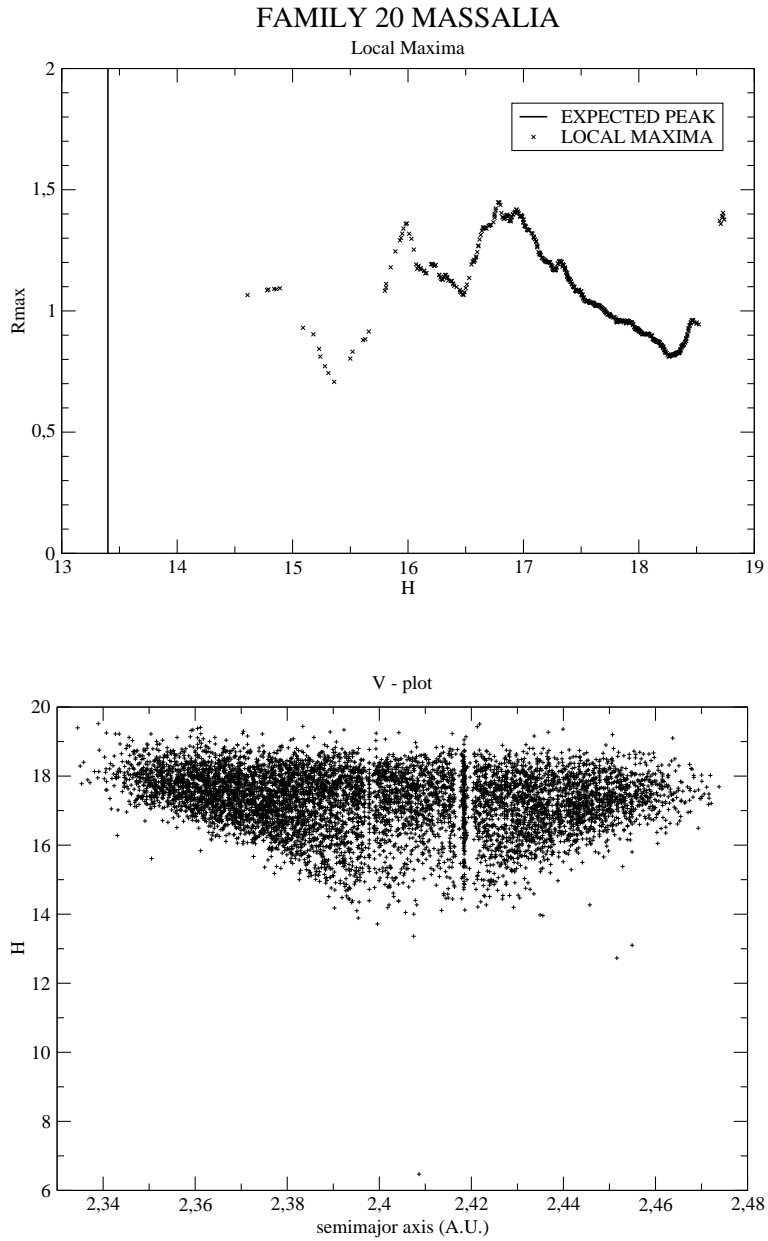 FAMILY 20 MASSALIA
Local Maxima
2
1,5
1
0,5
0
Rmax
EXPECTED PEAK
LOCAL MAXIMA
13 14 15 16 17 18 19
H
V - plot
20
18
16
14
12
10
8
6
H
2,34 2,36 2,38 2,4 2,42 2,44 2,46 2,48
semimajor axis (A.U.)